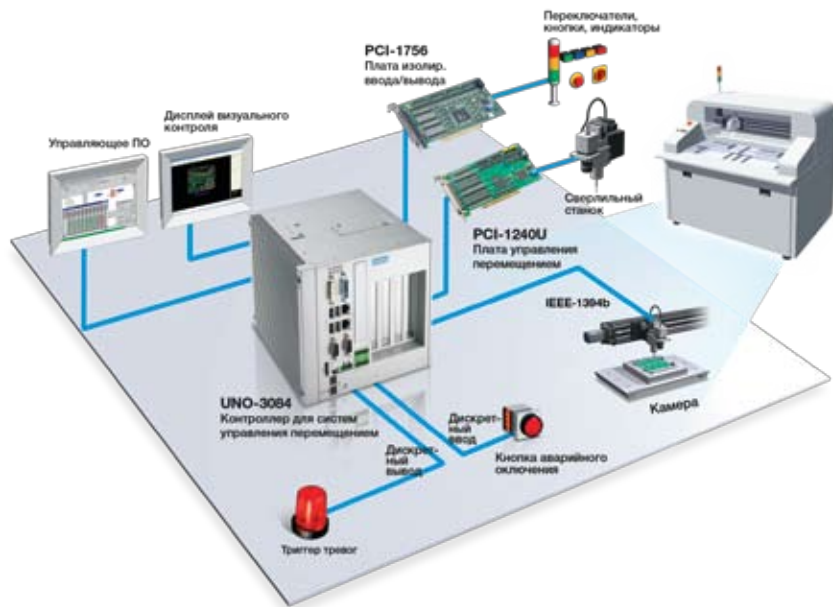 Переключатели,
кнопки, индикаторы
PCI-1756
Плата изолир.
ввода/вывода
Дисплей визуального
контроля
Управляющее ПО
Сверлильный
станок
PCI-1240U
Плата управления
перемещением
IEEE-1394b
Камера
UNO-3084
Контроллер для систем
управления перемещением
Дискрет-
ный
ввод
Дискрет-
ный
вывод
Кнопка аварийного
оключения
Триггер тревог